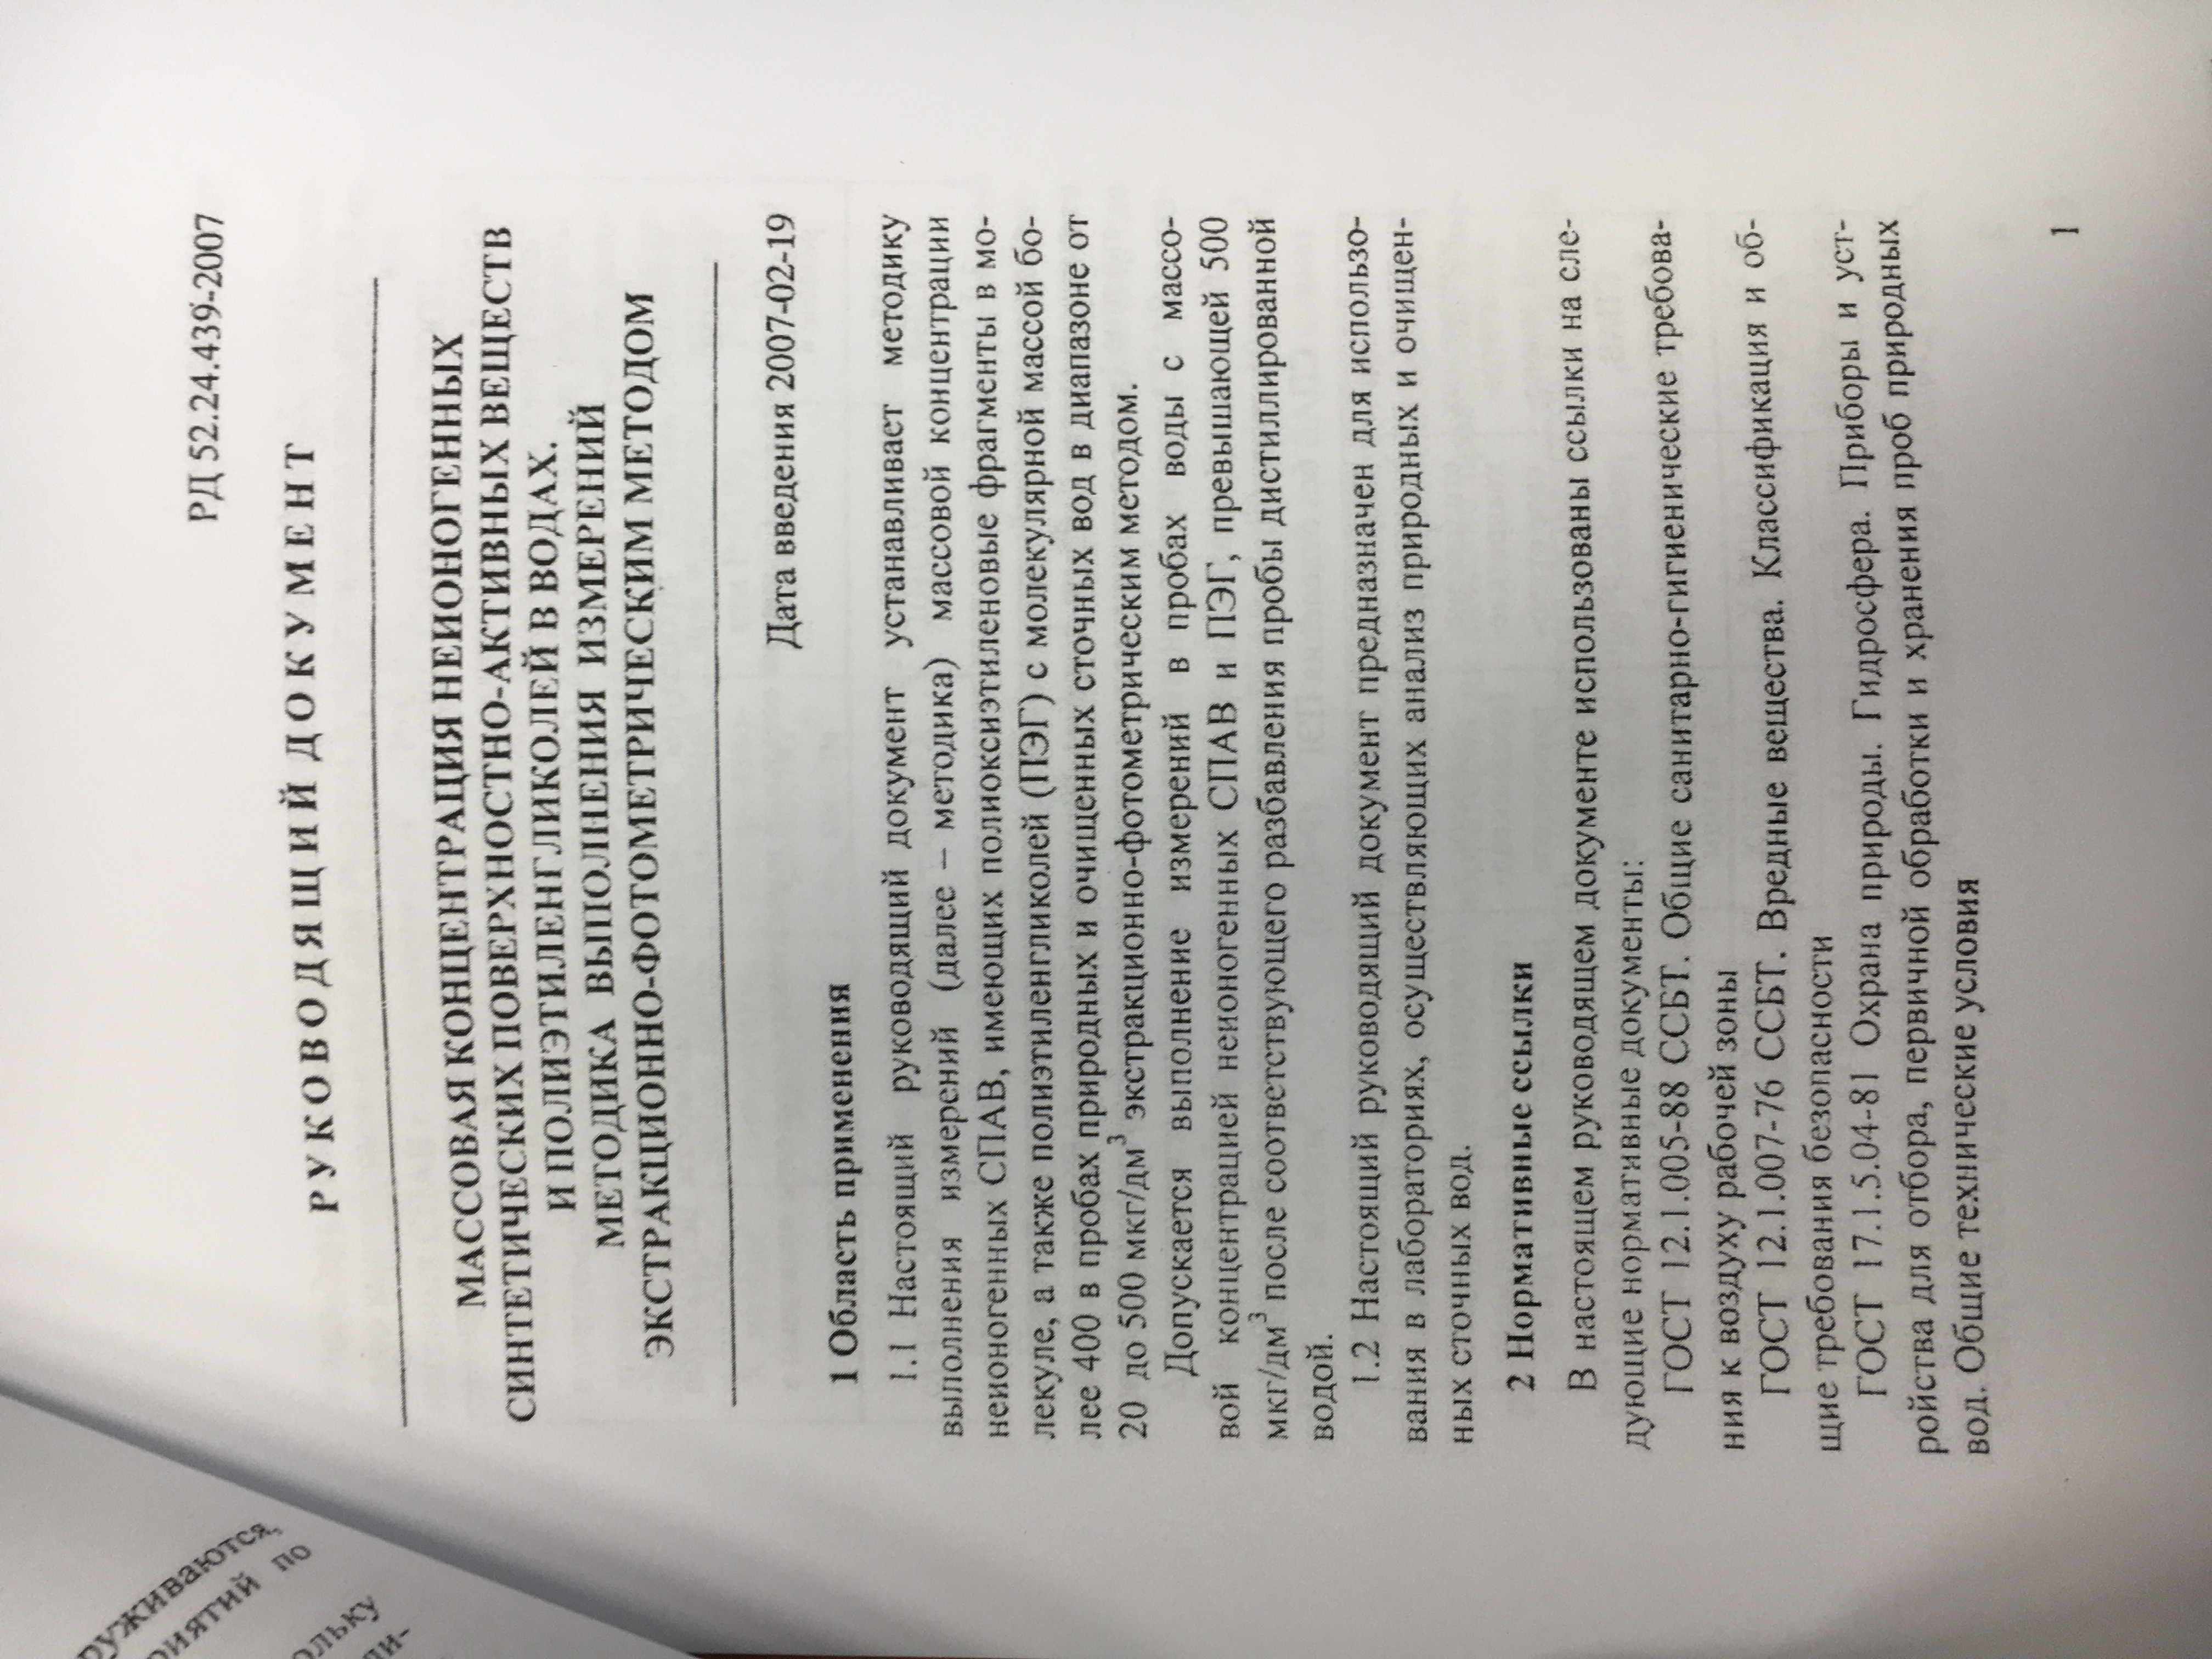 руживаются,
риятий по
ольку
ли-
РД 52.24.439-2007
РУКОВОДЯЩИЙ ДОКУМЕНТ
МАССОВАЯ КОНЦЕНТРАЦИЯ НЕИОНОГЕННЫХ
СИНТЕТИЧЕСКИХ ПОВЕРХНОСТНО-АКТИВНЫХ ВЕЩЕСТВ
И ПОЛИЭТИЛЕНГЛИКОЛЕЙ В ВОДАХ.
МЕТОДИКА ВЫПОЛНЕНИЯ ИЗМЕРЕНИЙ
ЭКСТРАКЦИОННО-ФОТОМЕТРИЧЕСКИМ МЕТОДОМ
Дата введения 2007-02-19
1 Область применения
1.1 Настоящий руководящий документ устанавливает методику
выполнения измерений (далее – методика) массовой концентрации
неионогенных СПАВ, имеющих полиоксиэтиленовые фрагменты в мо-
лекуле, а также полиэтиленгликолей (ПЭГ) с молекулярной массой бо-
лее 400 в пробах природных и очищенных сточных вод в диапазоне от
20 до 500 мкг/дм³ экстракционно-фотометрическим методом.
Допускается выполнение измерений в пробах воды с массо-
вой концентрацией неионогенных СПАВ и ПЭГ, превышающей 500
мкг/дм³ после соответствующего разбавления пробы дистиллированной
водой.
1.2 Настоящий руководящий документ предназначен для использо-
вания в лабораториях, осуществляющих анализ природных и очищен-
ных сточных вод.
2 Нормативные ссылки
В настоящем руководящем документе использованы ссылки на сле-
дующие нормативные документы:
ГОСТ 12.1.005-88 ССБТ. Общие санитарно-гигиенические требова-
ния к воздуху рабочей зоны
ГОСТ 12.1.007-76 ССБТ. Вредные вещества. Классификация и об-
щие требования безопасности
ГОСТ 17.1.5.04-81 Охрана природы. Гидросфера. Приборы и уст-
ройства для отбора, первичной обработки и хранения проб природных
вод. Общие технические условия
1